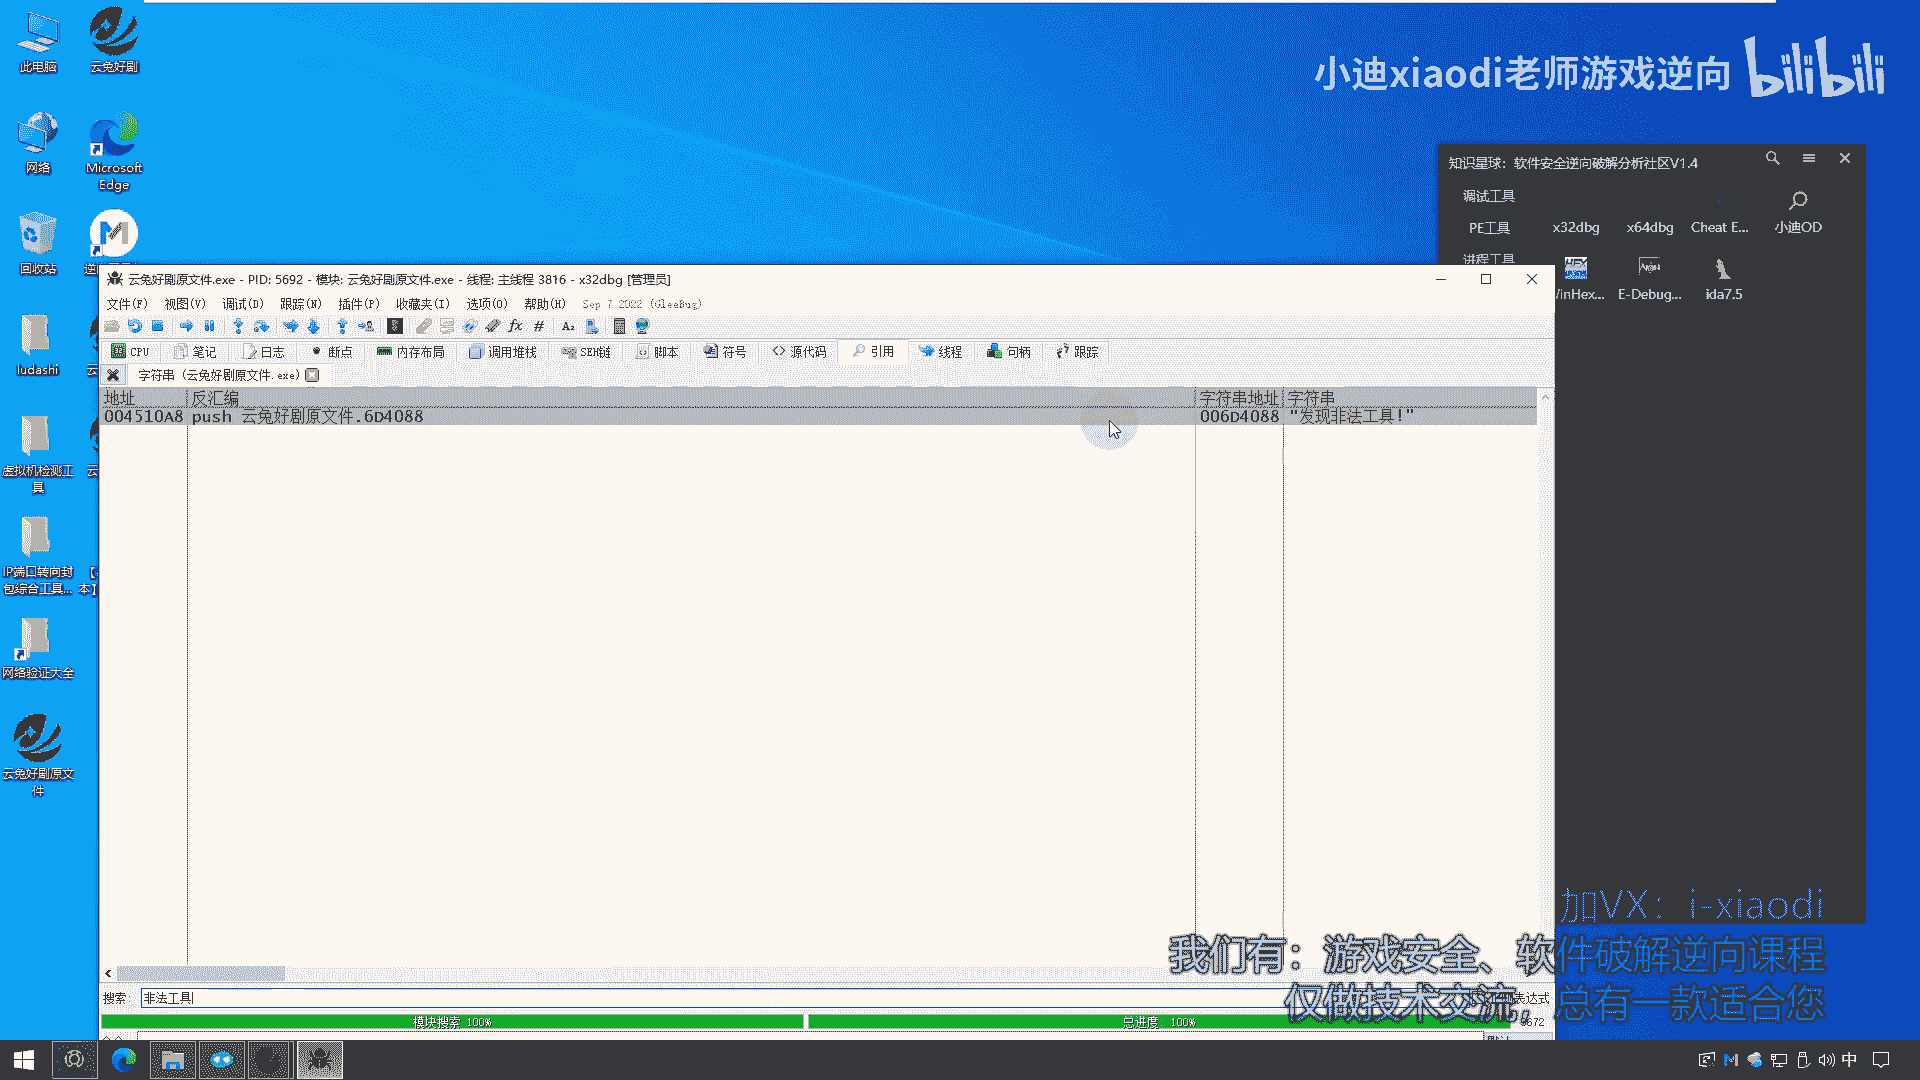 此电脑
云兔好剧
网络
Microsoft
Edge
回收站
ludashi
虚拟机检测工
具
IP端口转向封
包综合工具...
网络验证大全
云兔好剧原文
件
小迪xiaodi老师游戏逆向 bilibili
知识星球：软件安全逆向破解分析社区V1.4
调试工具
PE工具
x32dbg
x64dbg
Cheat E...
小迪OD
进程工具
E-Debug...
ida7.5
云兔好剧原文件.exe - PID: 5692 - 模块: 云兔好剧原文件.exe - 线程: 主线程 3816 - x32dbg [管理员]
文件(F) 视图(V) 调试(D) 跟踪(N) 插件(P) 收藏夹(I) 选项(O) 帮助(H) Sep 7 2022 (GleeBug)
CPU 笔记 日志 断点 内存布局 调用堆栈 SEH链 脚本 符号 源代码 引用 线程 句柄 跟踪
字符串 (云兔好剧原文件.exe)
地址 反汇编 字符串地址 字符串
004510A8 push 云兔好剧原文件.6D4088 006D4088 "发现非法工具!"
搜索: 非法工具
模块搜索 100% 总进度 100%
加VX：i-xiaodi
我们有：游戏安全、软件破解逆向课程
仅做技术交流，总有一款适合您
中